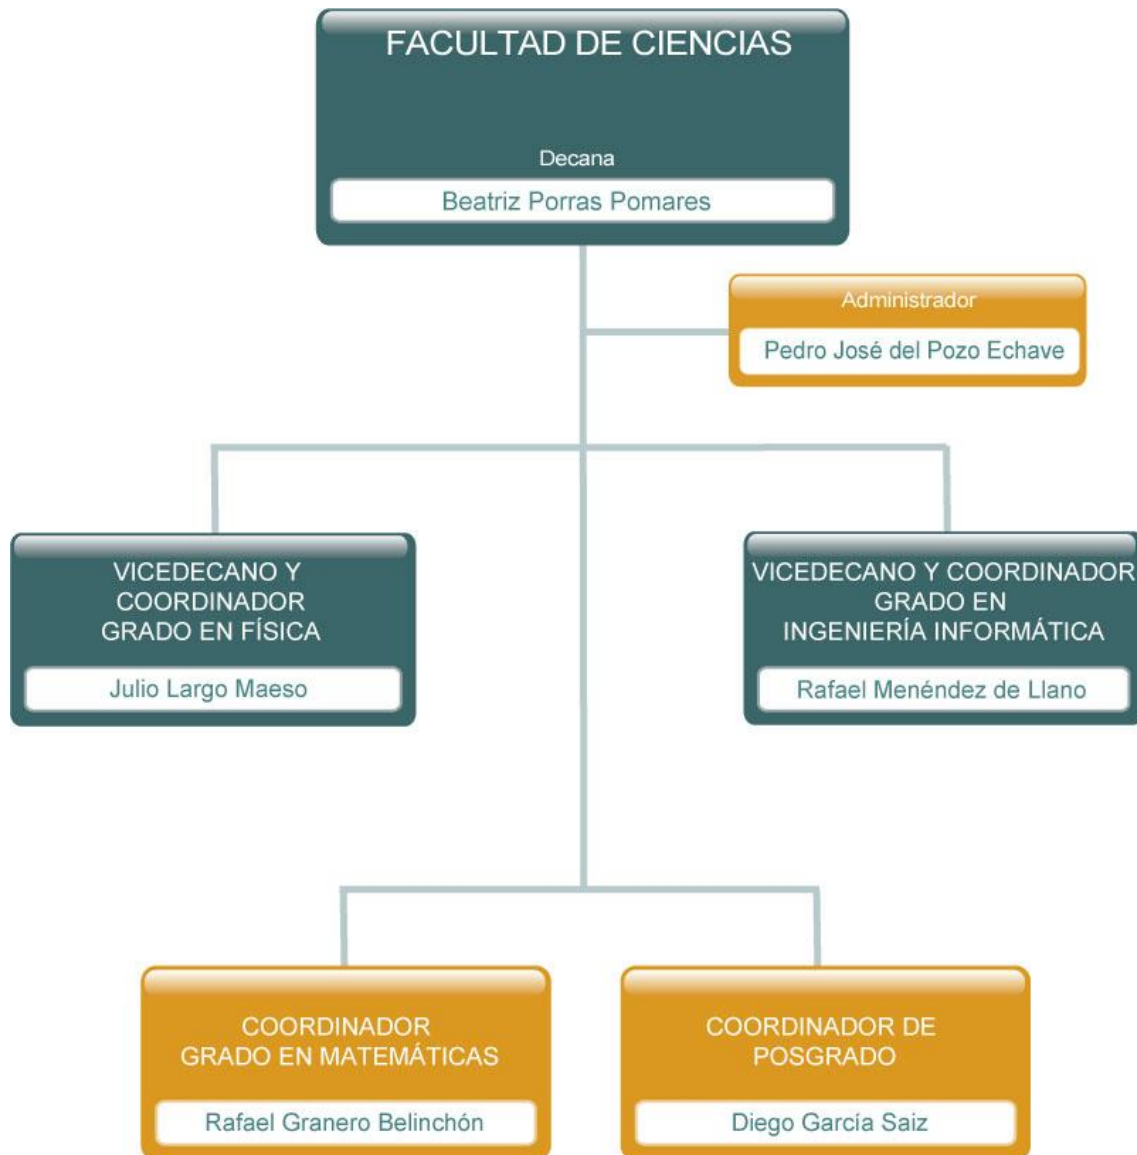 FACULTAD DE CIENCIAS
Decana
Beatriz Porras Pomares
Administrador
Pedro José del Pozo Echave
VICEDECANO Y
COORDINADOR
GRADO EN FÍSICA
Julio Largo Maeso
VICEDECANO Y COORDINADOR
GRADO EN
INGENIERÍA INFORMÁTICA
Rafael Menéndez de Llano
COORDINADOR
GRADO EN MATEMÁTICAS
Rafael Granero Belinchón
COORDINADOR DE
POSGRADO
Diego García Saiz